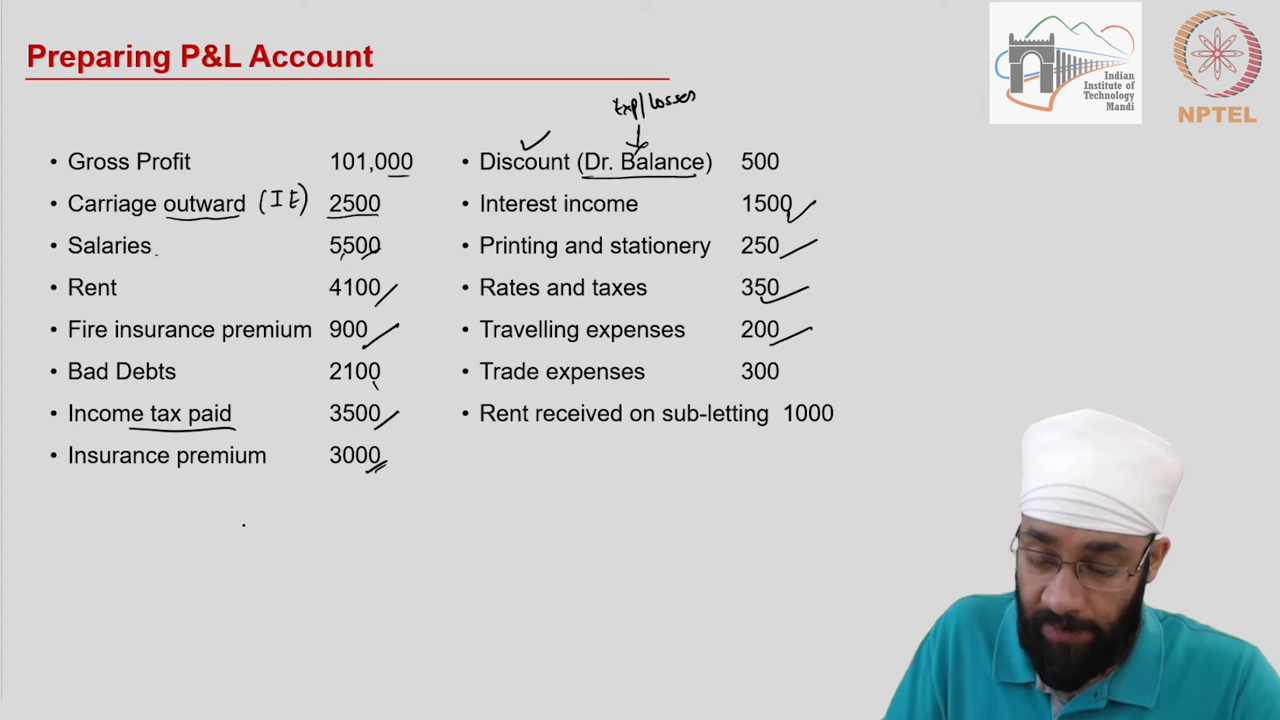 Preparing P&L Account
Indian
Institute of
Technology
Mandi
NPTEL
Exp/losses
• Gross Profit 101,000
• Carriage outward (IE) 2500
• Salaries 5500
• Rent 4100
• Fire insurance premium 900
• Bad Debts 2100
• Income tax paid 3500
• Insurance premium 3000
• Discount (Dr. Balance) 500
• Interest income 1500
• Printing and stationery 250
• Rates and taxes 350
• Travelling expenses 200
• Trade expenses 300
• Rent received on sub-letting 1000